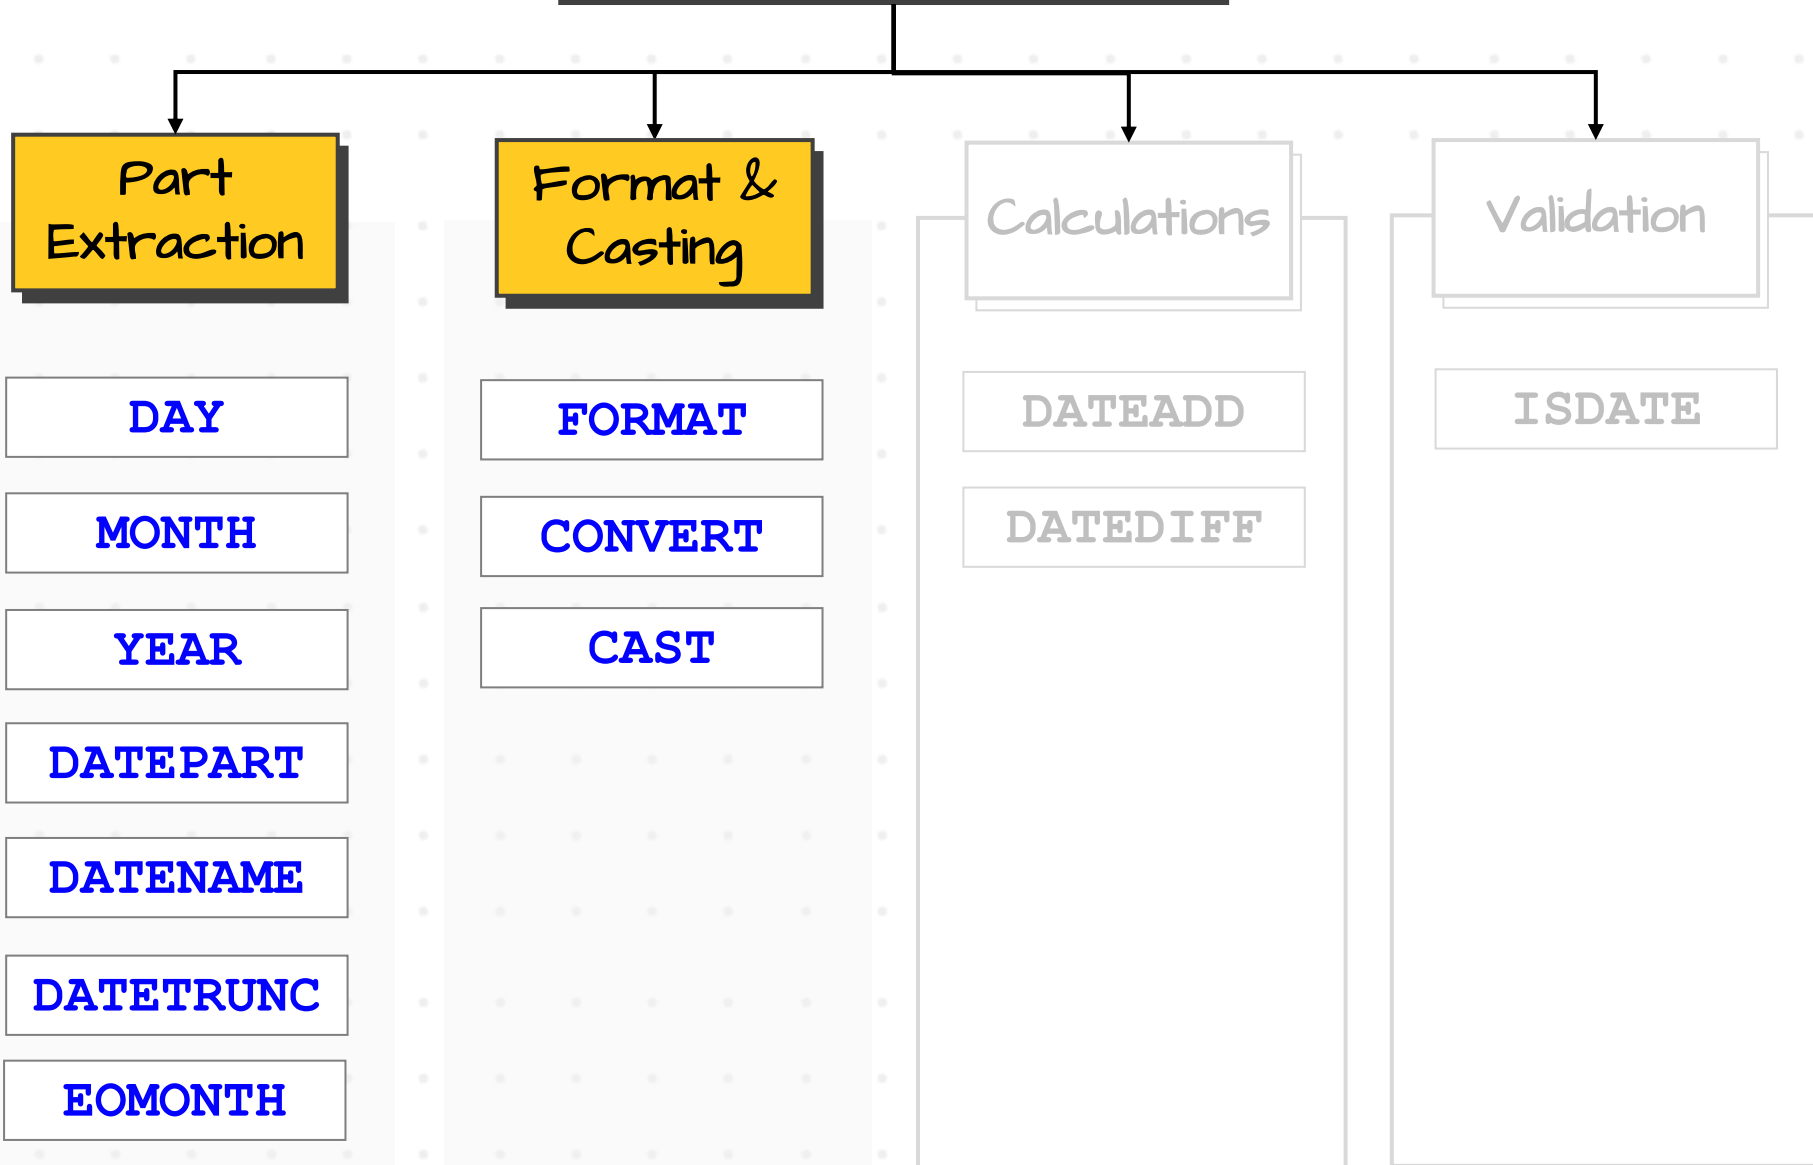 Part
Extraction
DAY
MONTH
YEAR
DATEPART
DATENAME
DATETRUNC
EOMONTH
Format &
Casting
FORMAT
CONVERT
CAST
Calculations
DATEADD
DATEDIFF
Validation
ISDATE